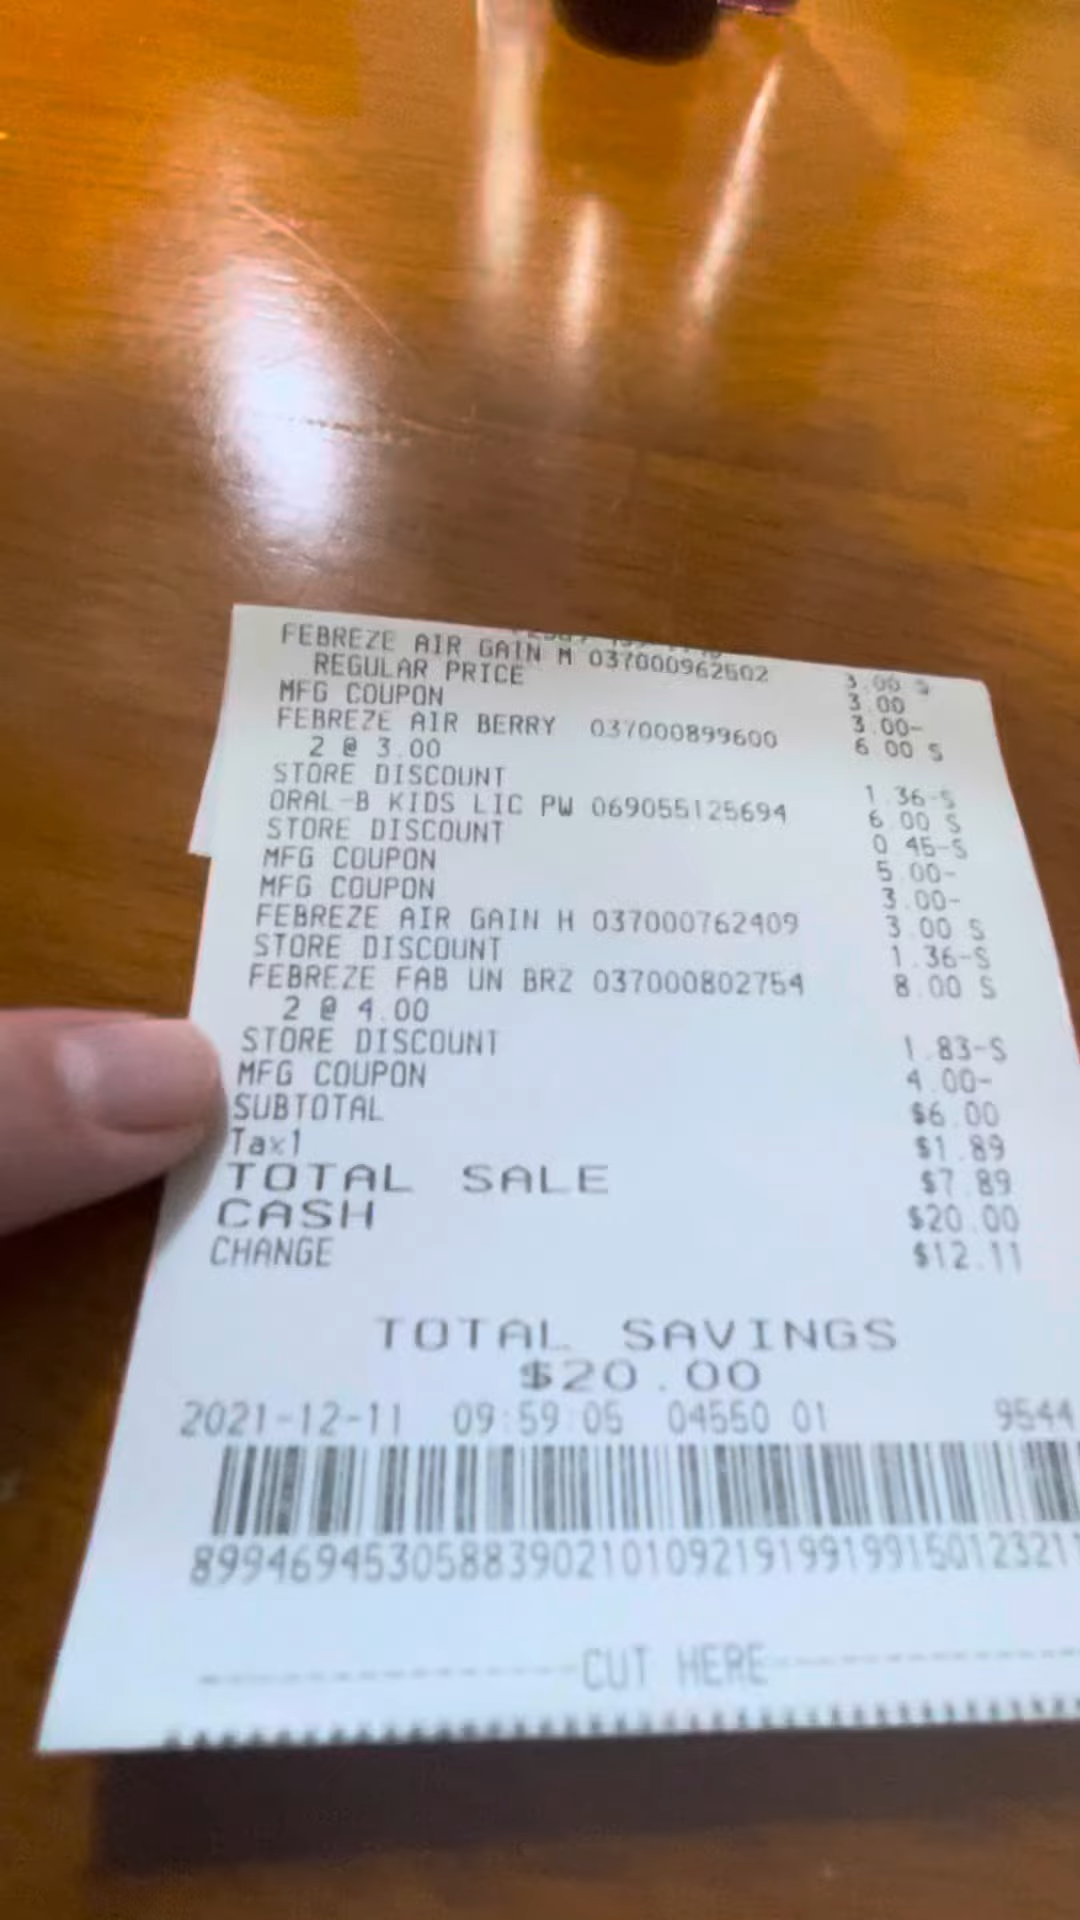 FEBREZE AIR GAIN M 037000962602 3.00 S
REGULAR PRICE 3.00
MFG COUPON 3.00-
FEBREZE AIR BERRY 037000899600 6.00 S
2 @ 3.00
STORE DISCOUNT 1.36-S
ORAL-B KIDS LIC PW 069055125694 6.00 S
STORE DISCOUNT 0.45-S
MFG COUPON 5.00-
MFG COUPON 3.00-
FEBREZE AIR GAIN H 037000762409 3.00 S
STORE DISCOUNT 1.36-S
FEBREZE FAB UN BRZ 037000802754 8.00 S
2 @ 4.00
STORE DISCOUNT 1.83-S
MFG COUPON 4.00-
SUBTOTAL $6.00
Tax1 $1.89
TOTAL SALE $7.89
CASH $20.00
CHANGE $12.11
TOTAL SAVINGS
$20.00
2021-12-11 09:59:05 04550 01 9544
8994694530588390210109219199199150123211
CUT HERE